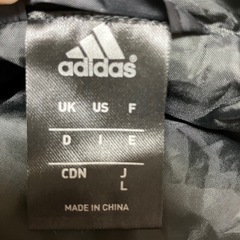 adidas
UK US F
D I E
CDN J
L
MADE IN CHINA